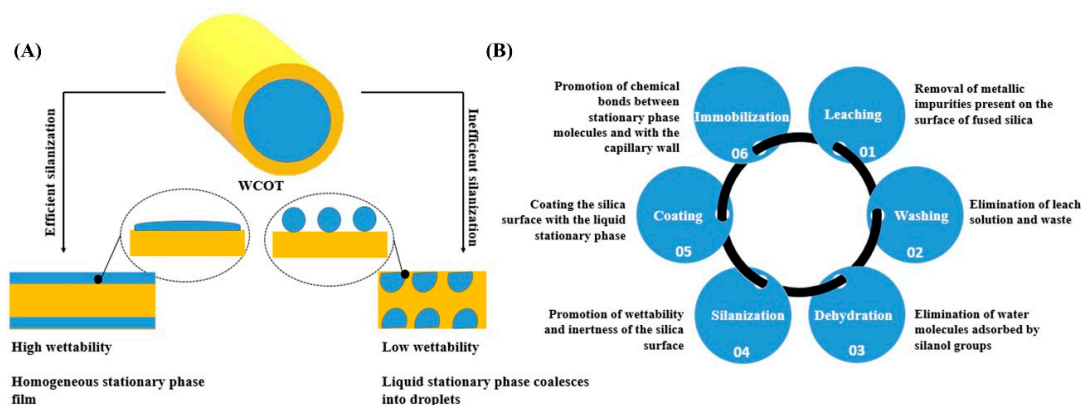 (A)
Efficient silanization
WCOT
Inefficient silanization
High wettability
Homogeneous stationary phase
film
Low wettability
Liquid stationary phase coalesces
into droplets
(B)
Leaching
01
Removal of metallic
impurities present on the
surface of fused silica
Washing
02
Elimination of leach
solution and waste
Dehydration
03
Elimination of water
molecules adsorbed by
silanol groups
Silanization
04
Promotion of wettability
and inertness of the silica
surface
Coating
05
Coating the silica
surface with the liquid
stationary phase
Immobilization
06
Promotion of chemical
bonds between
stationary phase
molecules and with the
capillary wall